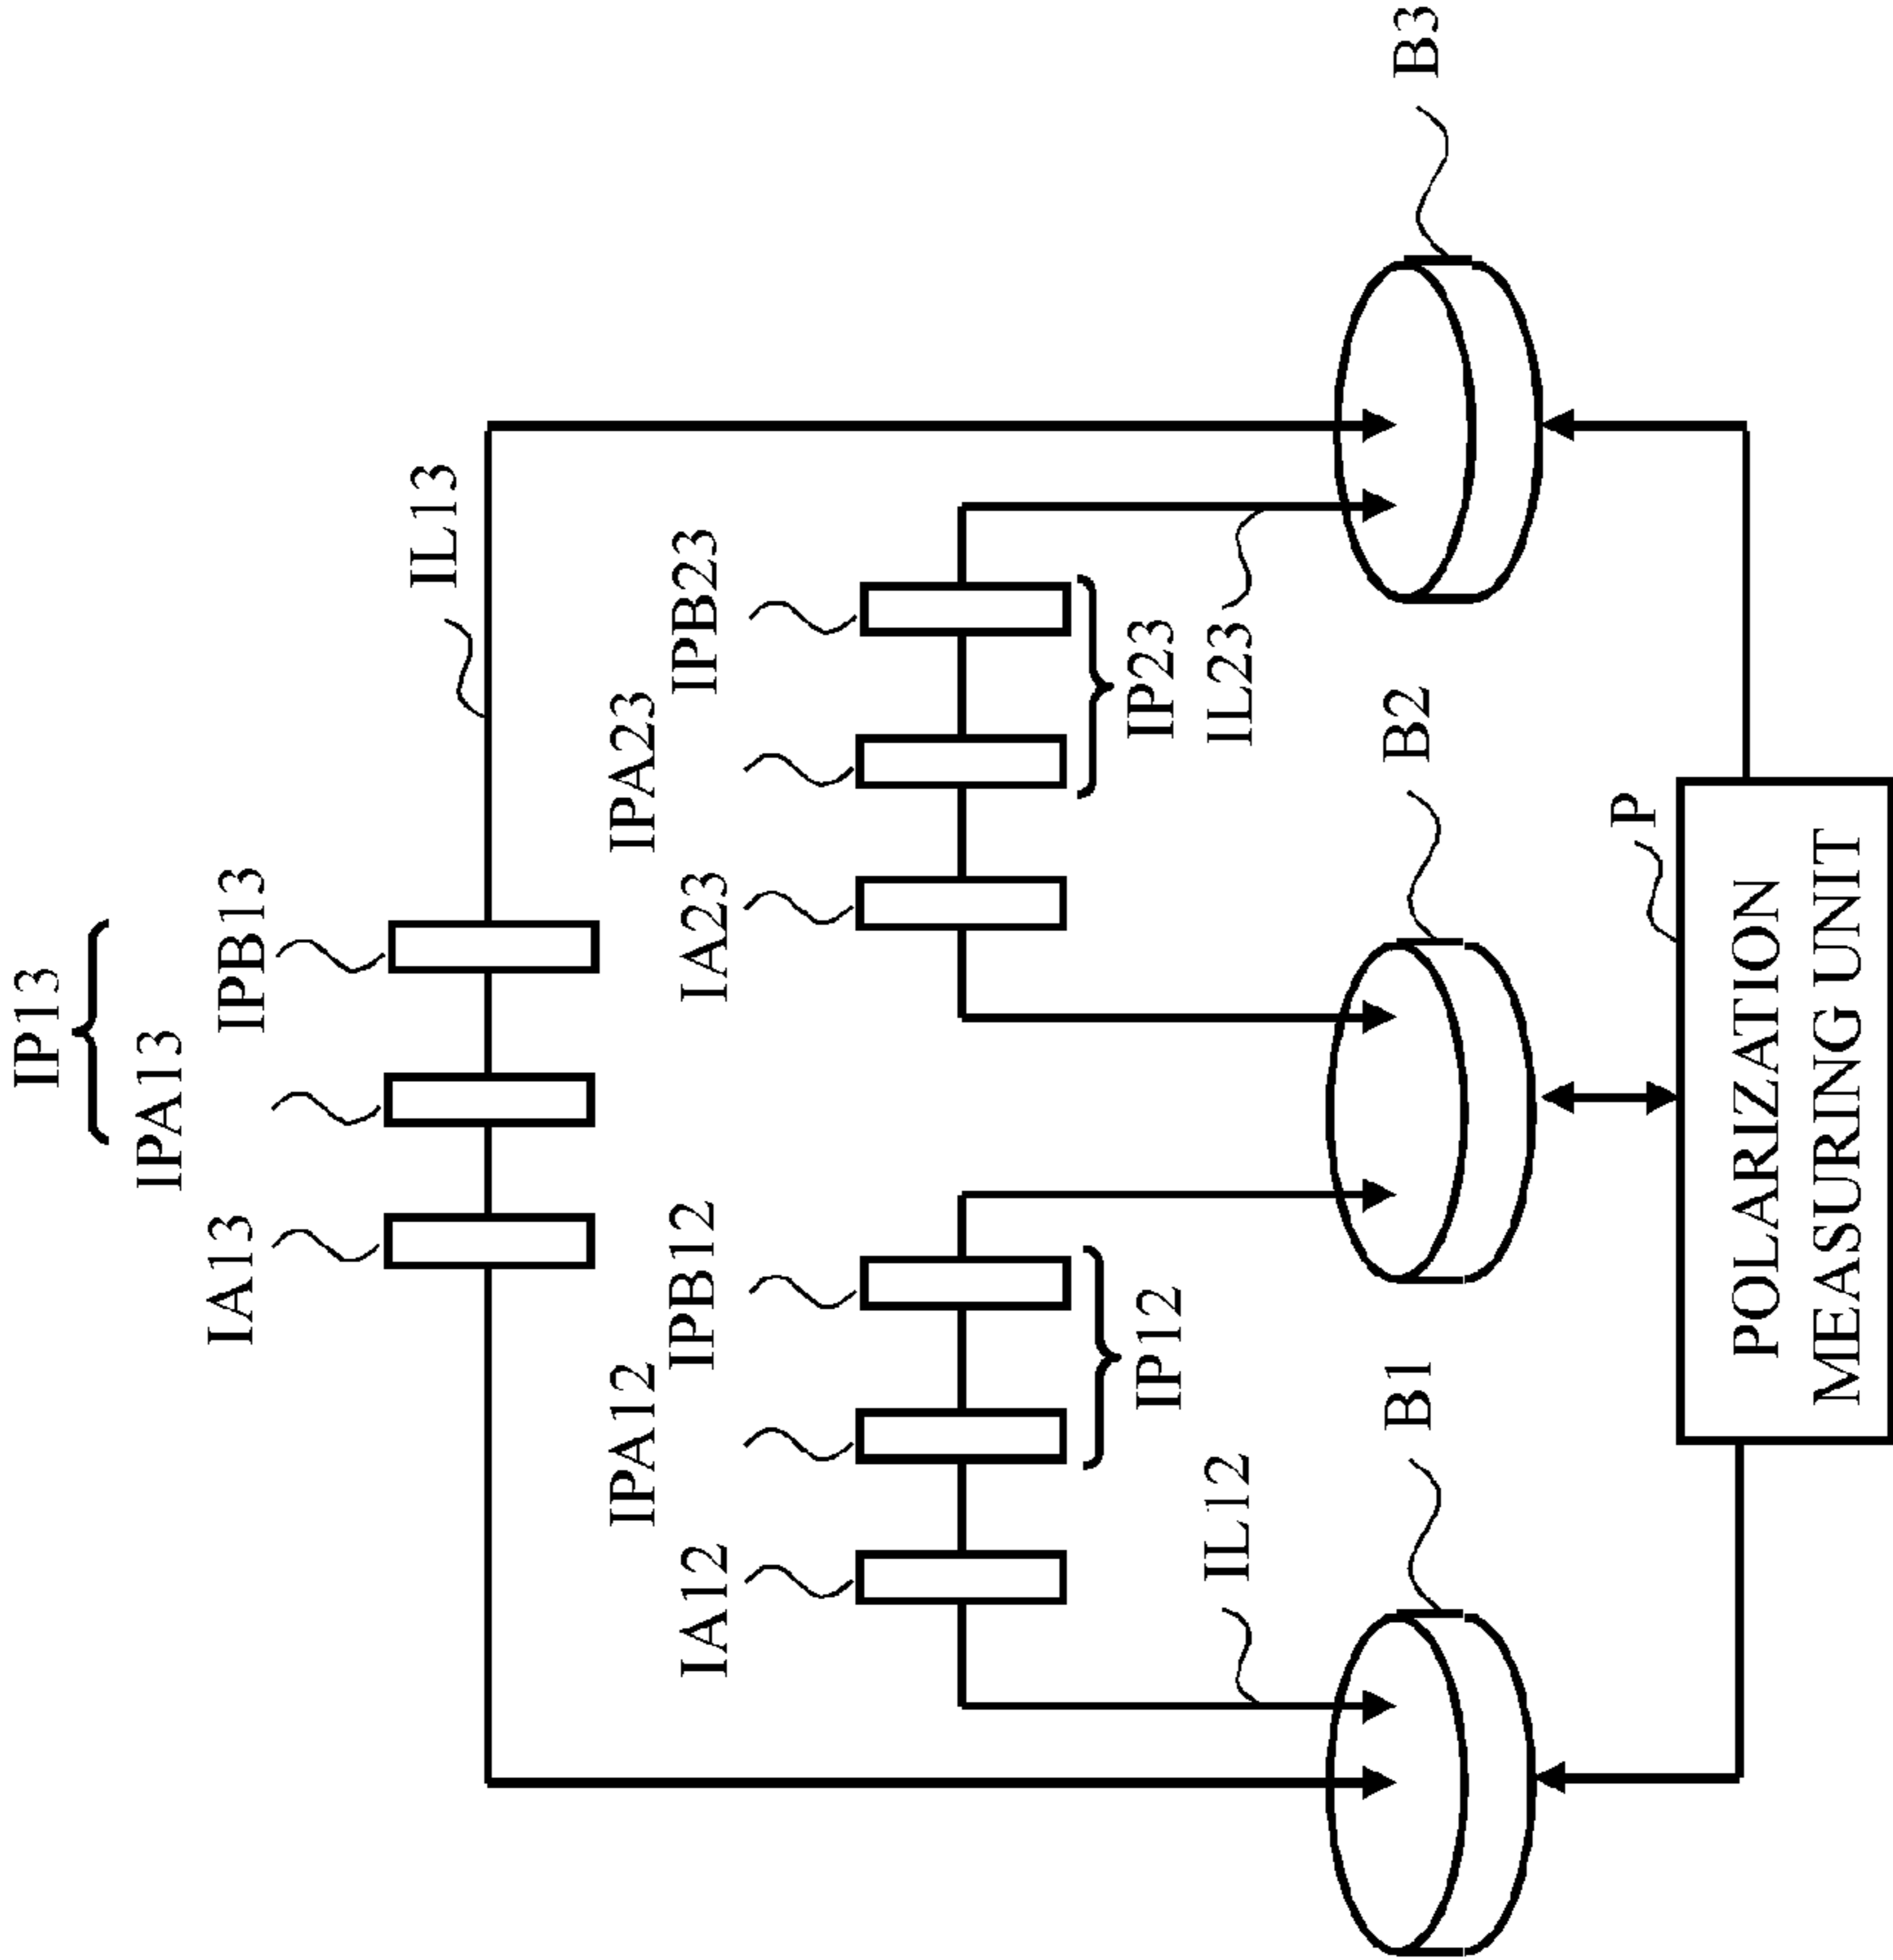 IP13
IPA13
IPB13
IA13
IL13
IPA12
IPB12
IA12
IPA23
IPB23
IA23
IP12
IP23
IL12
IL23
B1
B2
B3
P
POLARIZATION
MEASURING UNIT